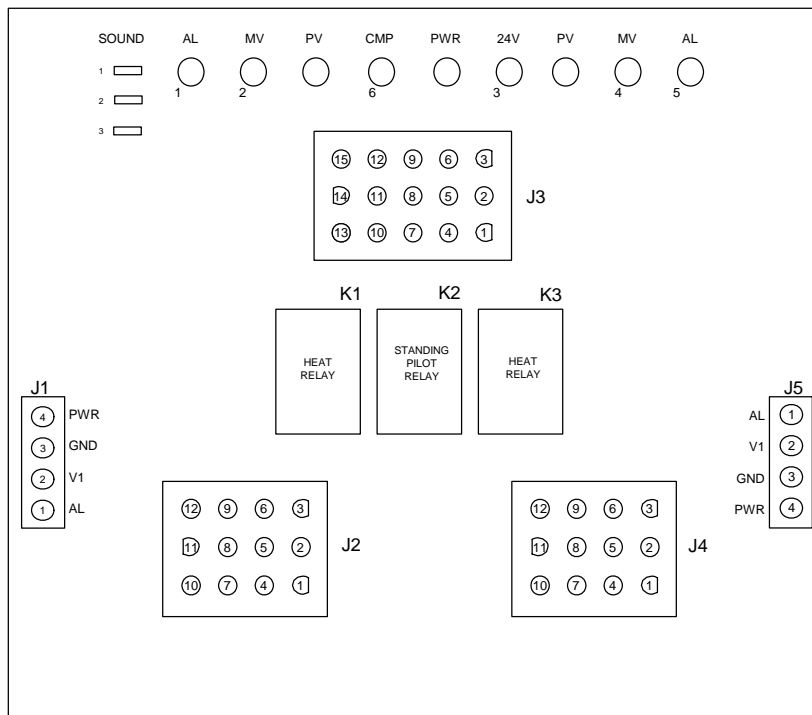 SOUND AL MV PV CMP PWR 24V PV MV AL
1
1 2 6 3 4 5
2
3
15 12 9 6 3
14 11 8 5 2
J3
13 10 7 4 1
K1 K2 K3
HEAT
RELAY
STANDING
PILOT
RELAY
HEAT
RELAY
J1
4 PWR
3 GND
2 V1
1 AL
J5
AL 1
V1 2
GND 3
PWR 4
12 9 6 3
11 8 5 2
J2
10 7 4 1
12 9 6 3
11 8 5 2
J4
10 7 4 1